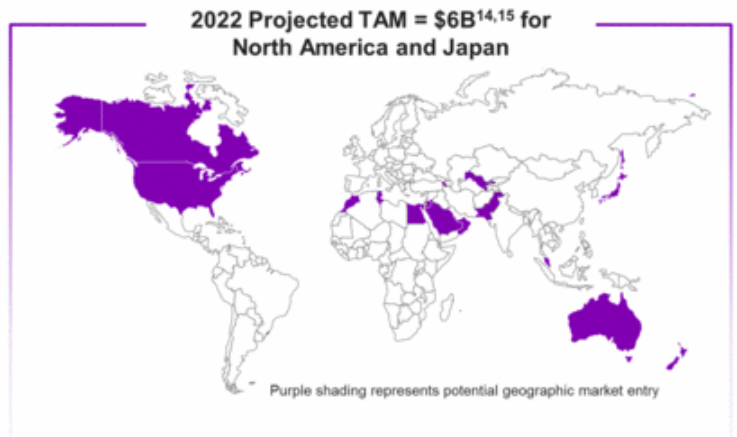 2022 Projected TAM = $6B14,15 for
North America and Japan
Purple shading represents potential geographic market entry